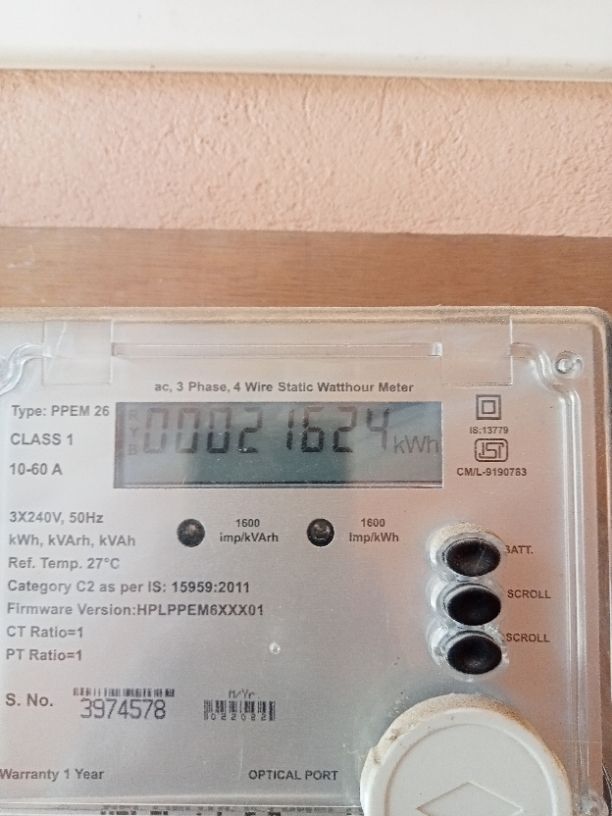 ac, 3 Phase, 4 Wire Static Watthour Meter
Type: PPEM 26
CLASS 1
10-60 A
R
Y
B
00021624 kWh
IS:13779
ISI
CM/L-9190783
3X240V, 50Hz
kWh, kVArh, kVAh
Ref. Temp. 27°C
Category C2 as per IS: 15959:2011
Firmware Version:HPLPPEM6XXX01
CT Ratio=1
PT Ratio=1
1600
imp/kVArh
1600
Imp/kWh
BATT.
SCROLL
SCROLL
S. No.
3974578
M/Yr
Warranty 1 Year
OPTICAL PORT